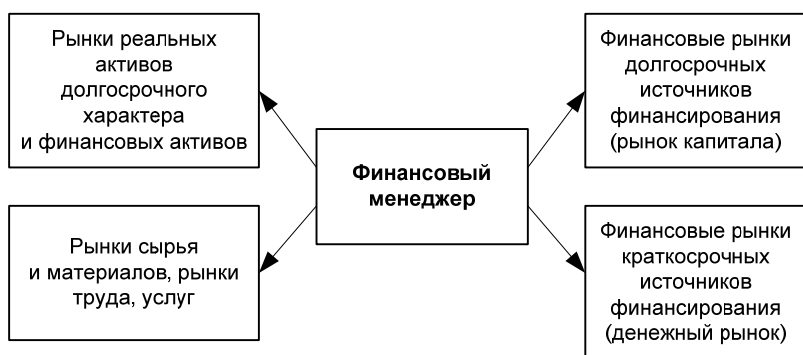 Рынки реальных
активов
долгосрочного
характера
и финансовых активов
Финансовые рынки
долгосрочных
источников
финансирования
(рынок капитала)
Финансовый
менеджер
Рынки сырья
и материалов, рынки
труда, услуг
Финансовые рынки
краткосрочных
источников
финансирования
(денежный рынок)